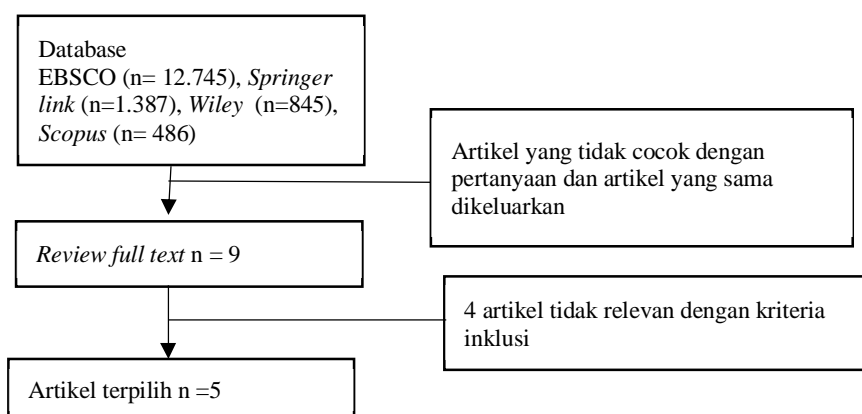 Database
EBSCO (n= 12.745), Springer
link (n=1.387), Wiley (n=845),
Scopus (n= 486)
Artikel yang tidak cocok dengan
pertanyaan dan artikel yang sama
dikeluarkan
Review full text n = 9
4 artikel tidak relevan dengan kriteria
inklusi
Artikel terpilih n =5